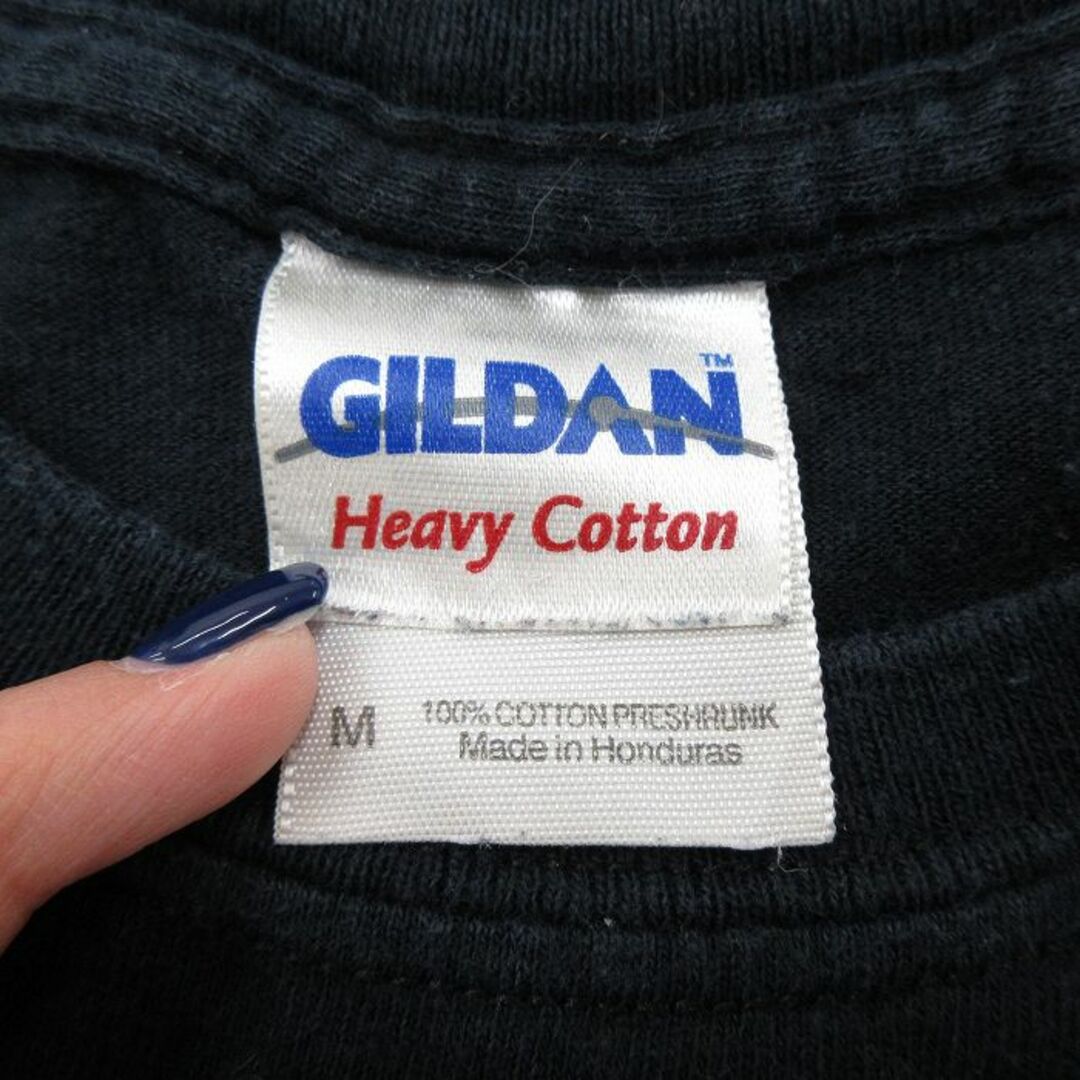 GILDAN™
Heavy Cotton
M 100% COTTON PRESHRUNK
Made in Honduras